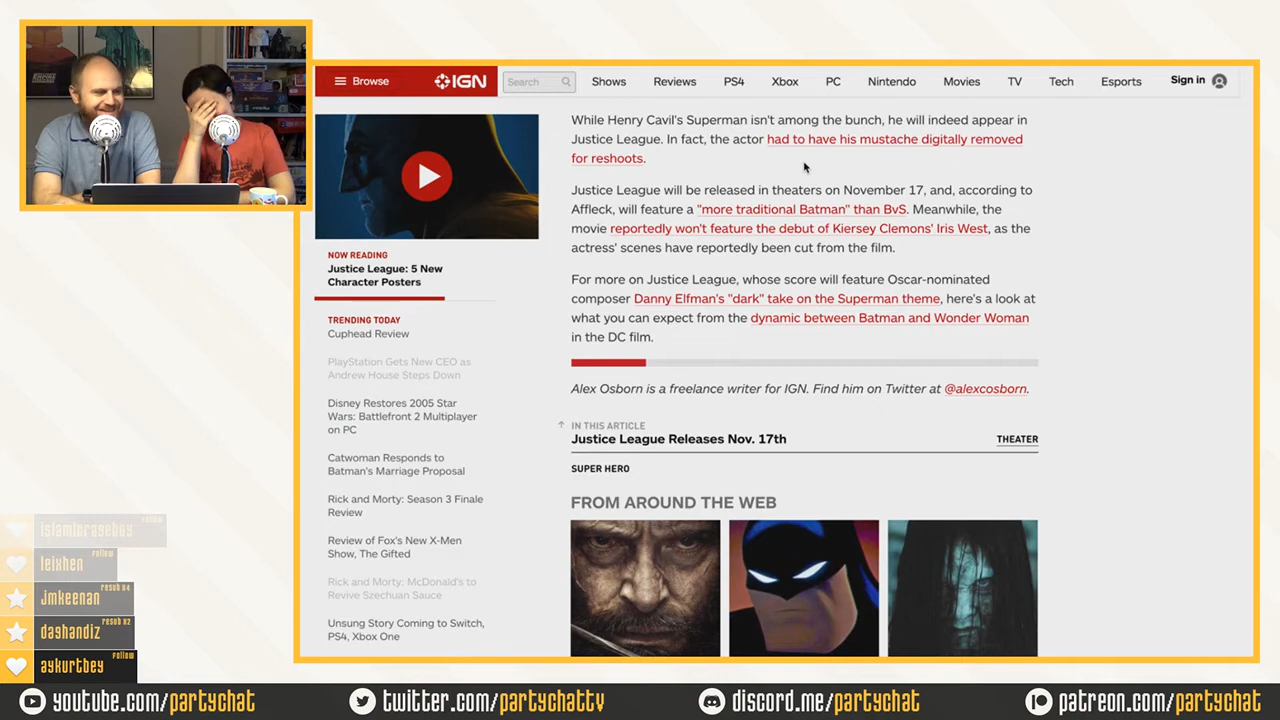 Browse
IGN
Search
Shows
Reviews
PS4
Xbox
PC
Nintendo
Movies
TV
Tech
Esports
Sign in
While Henry Cavil's Superman isn't among the bunch, he will indeed appear in
Justice League. In fact, the actor had to have his mustache digitally removed
for reshoots.
Justice League will be released in theaters on November 17, and, according to
Affleck, will feature a "more traditional Batman" than BvS. Meanwhile, the
movie reportedly won't feature the debut of Kiersey Clemons' Iris West, as the
actress' scenes have reportedly been cut from the film.
For more on Justice League, whose score will feature Oscar-nominated
composer Danny Elfman's "dark" take on the Superman theme, here's a look at
what you can expect from the dynamic between Batman and Wonder Woman
in the DC film.
Alex Osborn is a freelance writer for IGN. Find him on Twitter at @alexcosborn.
IN THIS ARTICLE
Justice League Releases Nov. 17th
THEATER
SUPER HERO
FROM AROUND THE WEB
NOW READING
Justice League: 5 New
Character Posters
TRENDING TODAY
Cuphead Review
PlayStation Gets New CEO as
Andrew House Steps Down
Disney Restores 2005 Star
Wars: Battlefront 2 Multiplayer
on PC
Catwoman Responds to
Batman's Marriage Proposal
Rick and Morty: Season 3 Finale
Review
Review of Fox's New X-Men
Show, The Gifted
Rick and Morty: McDonald's to
Revive Szechuan Sauce
Unsung Story Coming to Switch,
PS4, Xbox One
follow
islamicrageboy
follow
leixhen
resub x4
jmkeenan
resub x2
daghandiz
follow
aykurtbey
youtube.com/partychat
twitter.com/partychattv
discord.me/partychat
patreon.com/partychat